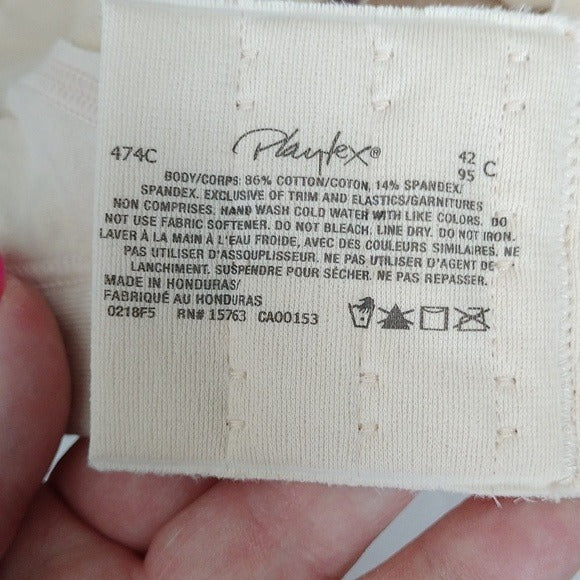 474C Playtex® 42 C
95
BODY/CORPS: 86% COTTON/COTON, 14% SPANDEX/
SPANDEX. EXCLUSIVE OF TRIM AND ELASTICS/GARNITURES
NON COMPRISES. HAND WASH COLD WATER WITH LIKE COLORS. DO
NOT USE FABRIC SOFTENER. DO NOT BLEACH. LINE DRY. DO NOT IRON.
LAVER À LA MAIN À L'EAU FROIDE, AVEC DES COULEURS SIMILAIRES. NE
PAS UTILISER D'ASSOUPLISSEUR. NE PAS UTILISER D'AGENT DE
LANCHIMENT. SUSPENDRE POUR SÉCHER. NE PAS REPASSER.
MADE IN HONDURAS/
FABRIQUÉ AU HONDURAS
0218F5 RN# 15763 CA00153